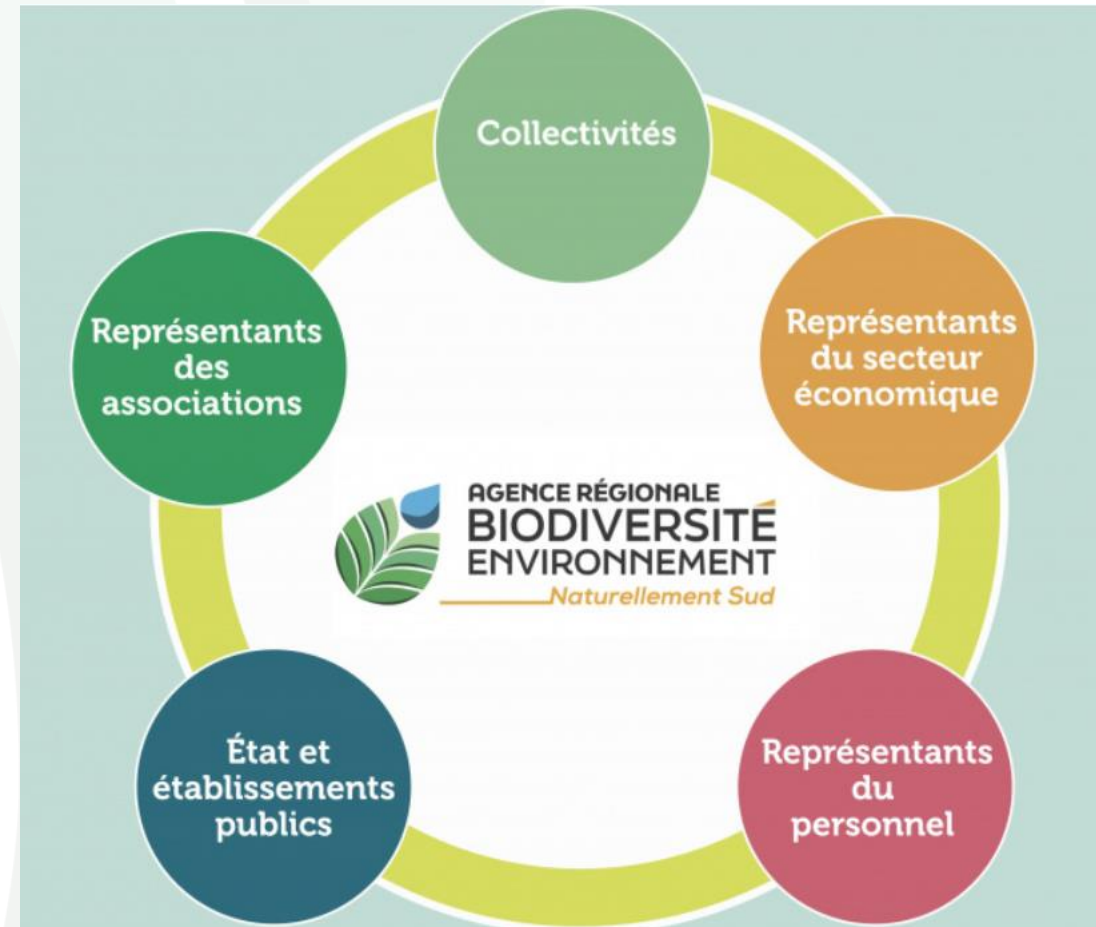 Collectivités
Représentants
des
associations
Représentants
du secteur
économique
AGENCE RÉGIONALE
BIODIVERSITÉ
ENVIRONNEMENT
Naturellement Sud
État et
établissements
publics
Représentants
du
personnel